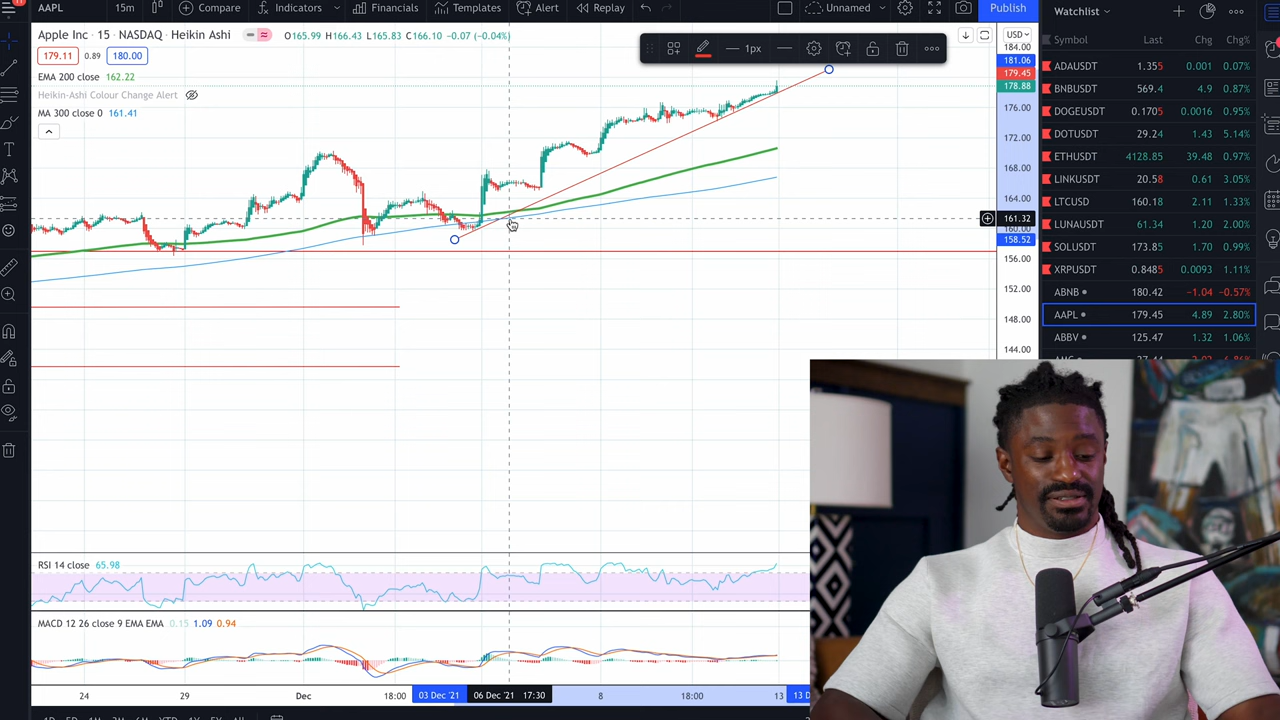 11
AAPL 15m Compare Indicators Financials Templates Alert Replay Unnamed Publish
Watchlist
Apple Inc · 15 · NASDAQ · Heikin Ashi O165.99 H166.43 L165.83 C166.10 -0.07 (-0.04%)
179.11 0.89 180.00
EMA 200 close 162.22
Heikin-Ashi Colour Change Alert
MA 300 close 0 161.41
1px
USD
184.00
181.06
179.45
178.88
176.00
172.00
168.00
164.00
161.32
160.00
158.52
156.00
152.00
148.00
144.00
Symbol Last Chg Chg%
ADAUSDT 1.355 0.001 0.07%
BNBUSDT 569.4 4.9 0.87%
DOGEUSDT 0.1705 0.0016 0.95%
DOTUSDT 29.24 1.43 5.14%
ETHUSDT 4128.85 39.48 0.97%
LINKUSDT 20.58 0.61 3.05%
LTCUSD 160.18 2.11 1.33%
LUNAUSDT 61.34 1.23 2.05%
SOLUSDT 173.85 1.70 0.99%
XRPUSDT 0.8485 0.0093 1.11%
ABNB 180.42 −1.04 −0.57%
AAPL 179.45 4.89 2.80%
ABBV 125.47 1.32 1.06%
RSI 14 close 65.98
MACD 12 26 close 9 EMA EMA 0.15 1.09 0.94
24 29 Dec 18:00 03 Dec '21 06 Dec '21 17:30 8 18:00 13 13 D